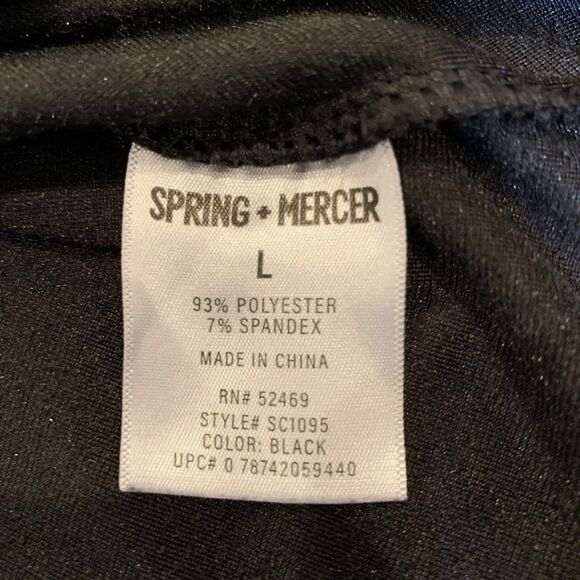 SPRING + MERCER
L
93% POLYESTER
7% SPANDEX
MADE IN CHINA
RN# 52469
STYLE# SC1095
COLOR: BLACK
UPC# 0 78742059440